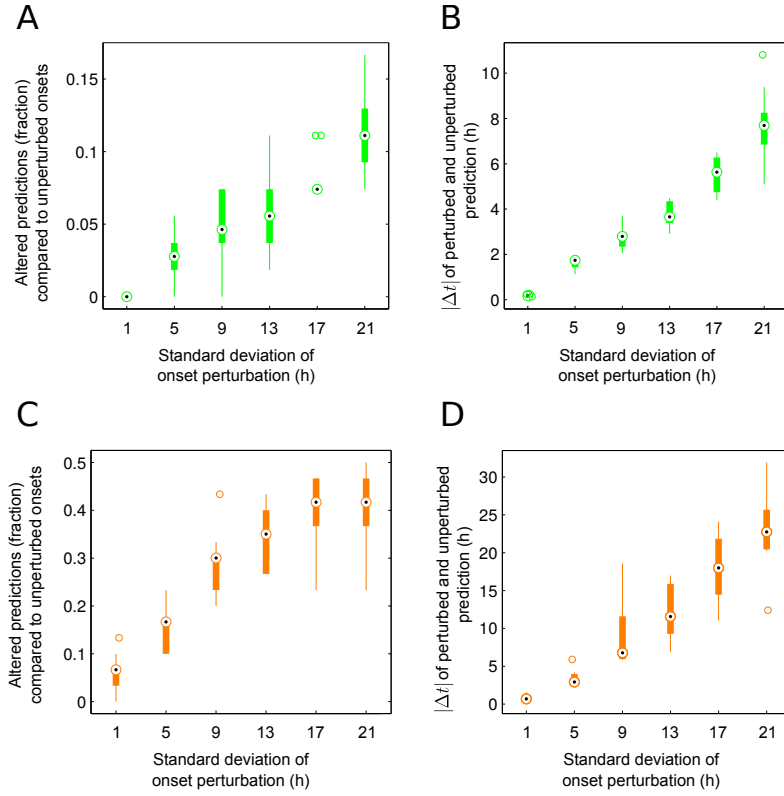 A
Altered predictions (fraction)
compared to unperturbed onsets
0.15
0.1
0.05
0
1 5 9 13 17 21
Standard deviation of
onset perturbation (h)
B
|Δt| of perturbed and unperturbed
prediction (h)
10
8
6
4
2
0
1 5 9 13 17 21
Standard deviation of
onset perturbation (h)
C
Altered predictions (fraction)
compared to unperturbed onsets
0.5
0.4
0.3
0.2
0.1
0
1 5 9 13 17 21
Standard deviation of
onset perturbation (h)
D
|Δt| of perturbed and unperturbed
prediction (h)
30
25
20
15
10
5
0
1 5 9 13 17 21
Standard deviation of
onset perturbation (h)